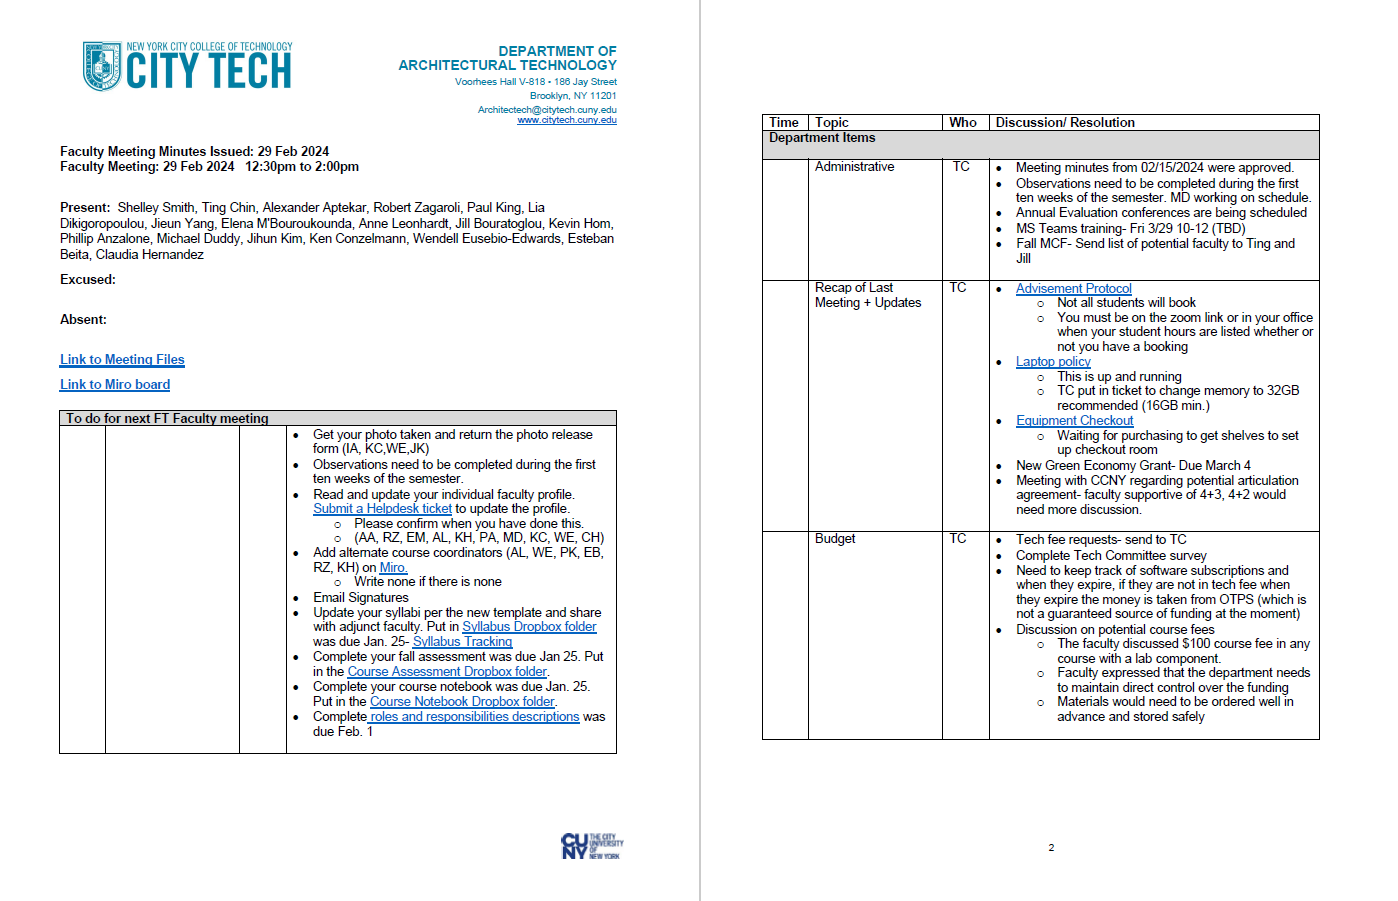 NEW YORK CITY COLLEGE OF TECHNOLOGY
CITY TECH
DEPARTMENT OF
ARCHITECTURAL TECHNOLOGY
Voorhees Hall V-818 • 186 Jay Street
Brooklyn, NY 11201
Architectech@citytech.cuny.edu
www.citytech.cuny.edu
Faculty Meeting Minutes Issued: 29 Feb 2024
Faculty Meeting: 29 Feb 2024 12:30pm to 2:00pm
Present: Shelley Smith, Ting Chin, Alexander Aptekar, Robert Zagaroli, Paul King, Lia
Dikigoropoulou, Jieun Yang, Elena M'Bouroukounda, Anne Leonhardt, Jill Bouratoglou, Kevin Hom,
Phillip Anzalone, Michael Duddy, Jihun Kim, Ken Conzelmann, Wendell Eusebio-Edwards, Esteban
Beita, Claudia Hernandez
Excused:
Absent:
Link to Meeting Files
Link to Miro board
To do for next FT Faculty meeting
• Get your photo taken and return the photo release
form (IA, KC,WE,JK)
• Observations need to be completed during the first
ten weeks of the semester.
• Read and update your individual faculty profile.
Submit a Helpdesk ticket to update the profile.
o Please confirm when you have done this.
o (AA, RZ, EM, AL, KH, PA, MD, KC, WE, CH)
• Add alternate course coordinators (AL, WE, PK, EB,
RZ, KH) on Miro.
o Write none if there is none
• Email Signatures
• Update your syllabi per the new template and share
with adjunct faculty. Put in Syllabus Dropbox folder
was due Jan. 25- Syllabus Tracking
• Complete your fall assessment was due Jan 25. Put
in the Course Assessment Dropbox folder.
• Complete your course notebook was due Jan. 25.
Put in the Course Notebook Dropbox folder.
• Complete roles and responsibilities descriptions was
due Feb. 1
CUNY THE CITY UNIVERSITY OF NEW YORK
Time Topic Who Discussion/ Resolution
Department Items
Administrative TC • Meeting minutes from 02/15/2024 were approved.
• Observations need to be completed during the first
ten weeks of the semester. MD working on schedule.
• Annual Evaluation conferences are being scheduled
• MS Teams training- Fri 3/29 10-12 (TBD)
• Fall MCF- Send list of potential faculty to Ting and
Jill
Recap of Last
Meeting + Updates
TC
• Advisement Protocol
o Not all students will book
o You must be on the zoom link or in your office
when your student hours are listed whether or
not you have a booking
• Laptop policy
o This is up and running
o TC put in ticket to change memory to 32GB
recommended (16GB min.)
• Equipment Checkout
o Waiting for purchasing to get shelves to set
up checkout room
• New Green Economy Grant- Due March 4
• Meeting with CCNY regarding potential articulation
agreement- faculty supportive of 4+3, 4+2 would
need more discussion.
Budget TC • Tech fee requests- send to TC
• Complete Tech Committee survey
• Need to keep track of software subscriptions and
when they expire, if they are not in tech fee when
they expire the money is taken from OTPS (which is
not a guaranteed source of funding at the moment)
• Discussion on potential course fees
o The faculty discussed $100 course fee in any
course with a lab component.
o Faculty expressed that the department needs
to maintain direct control over the funding
o Materials would need to be ordered well in
advance and stored safely
2